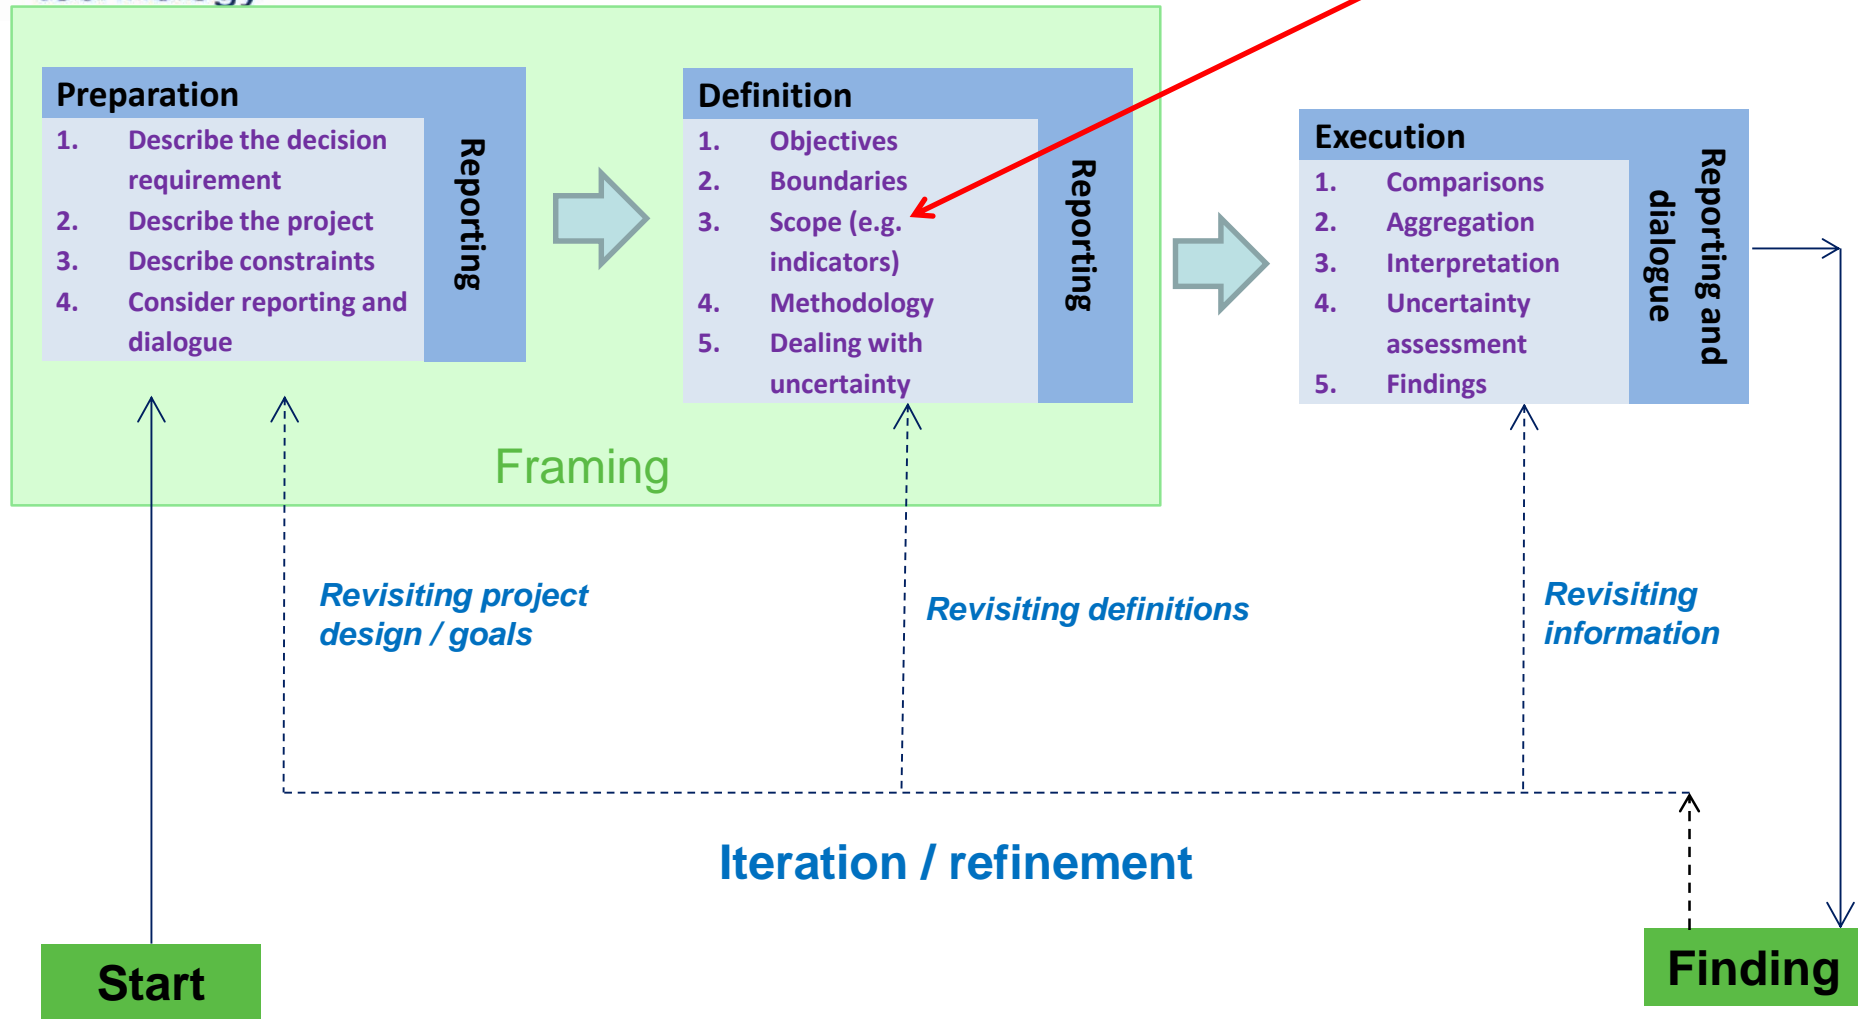 Preparation
1. Describe the decision
requirement
2. Describe the project
3. Describe constraints
4. Consider reporting and
dialogue
Reporting
Definition
1. Objectives
2. Boundaries
3. Scope (e.g.
indicators)
4. Methodology
5. Dealing with
uncertainty
Reporting
Execution
1. Comparisons
2. Aggregation
3. Interpretation
4. Uncertainty
assessment
5. Findings
Reporting and
dialogue
Framing
Revisiting project
design / goals
Revisiting definitions
Revisiting
information
Iteration / refinement
Start
Finding